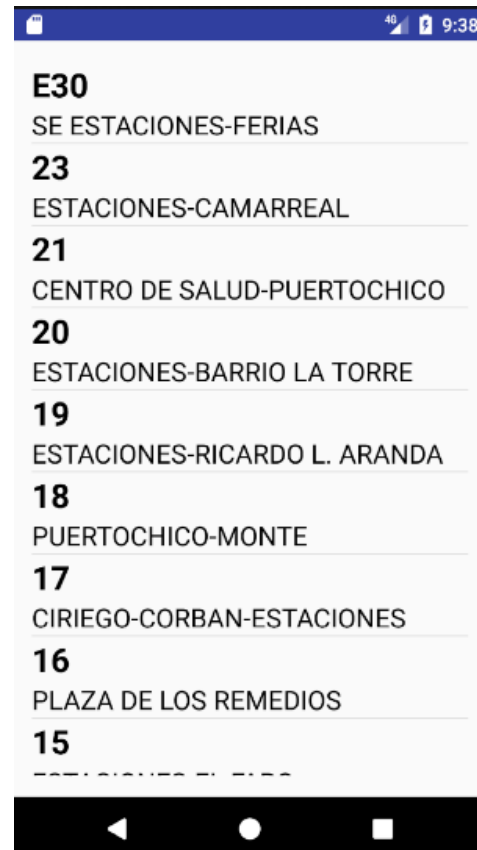 4G 9:38
E30
SE ESTACIONES-FERIAS
23
ESTACIONES-CAMARREAL
21
CENTRO DE SALUD-PUERTOCHICO
20
ESTACIONES-BARRIO LA TORRE
19
ESTACIONES-RICARDO L. ARANDA
18
PUERTOCHICO-MONTE
17
CIRIEGO-CORBAN-ESTACIONES
16
PLAZA DE LOS REMEDIOS
15